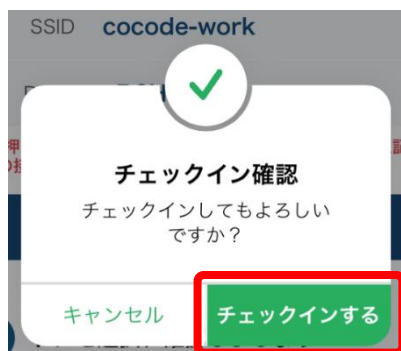 SSID cocode-work
チェックイン確認
チェックインしてもよろしい
ですか？
キャンセル チェックインする